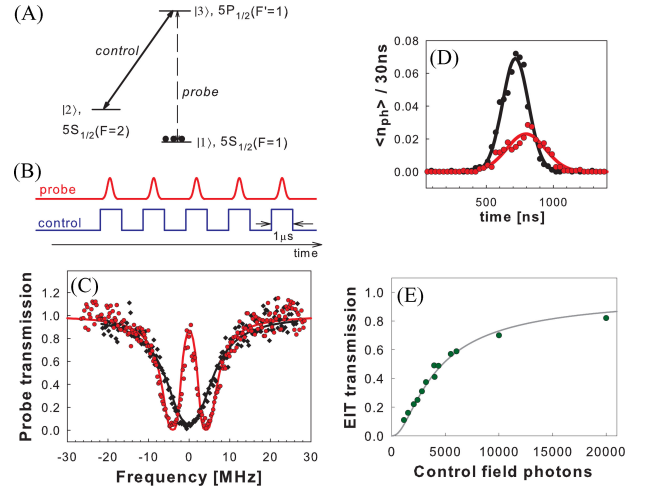 (A)
|3⟩, 5P1/2(F'=1)
control
probe
|2⟩,
5S1/2(F=2)
|1⟩, 5S1/2(F=1)
(B)
probe
control
1μs
time
(C)
Probe transmission
1.2
1.0
0.8
0.6
0.4
0.2
0.0
-30 -20 -10 0 10 20 30
Frequency [MHz]
(D)
<nph> / 30ns
0.08
0.06
0.04
0.02
0.00
500 1000
time [ns]
(E)
EIT transmission
1.0
0.8
0.6
0.4
0.2
0.0
0 5000 10000 15000 20000
Control field photons